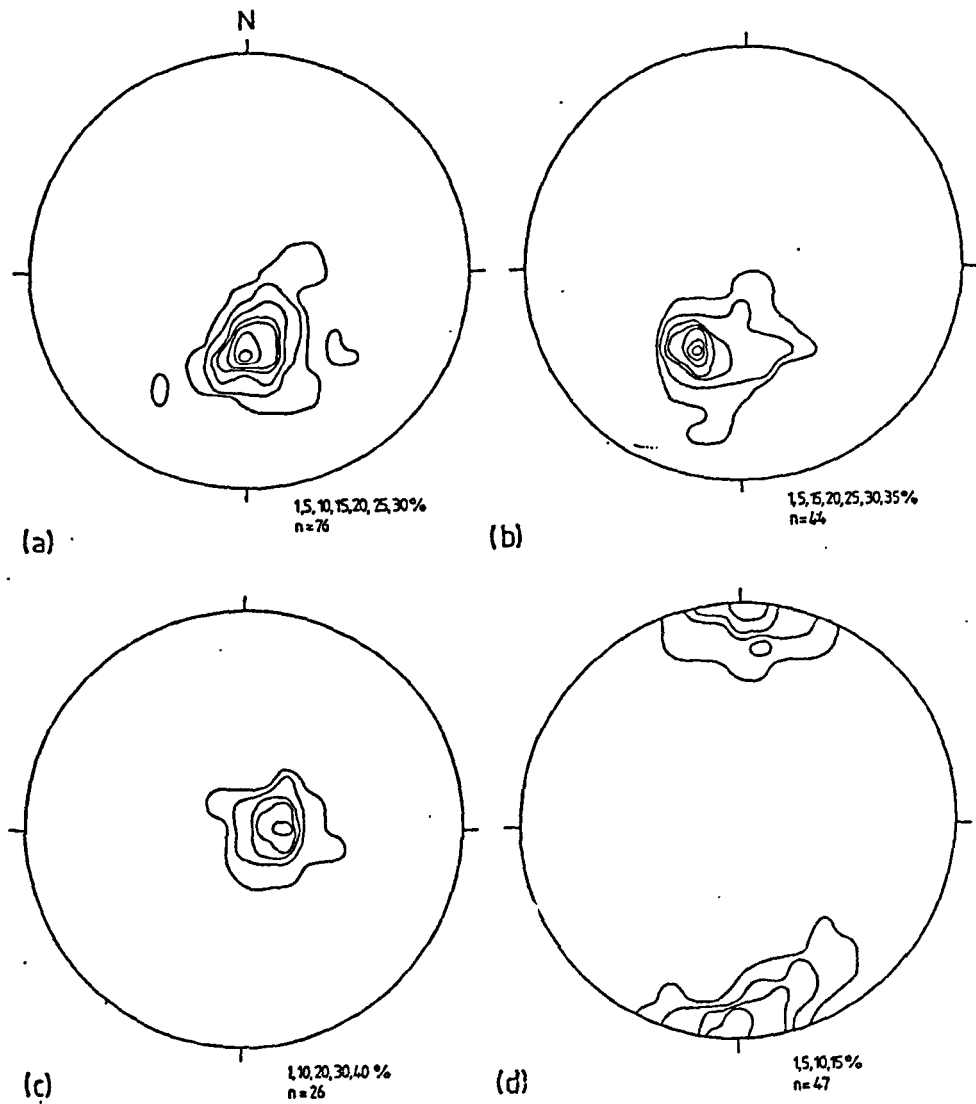 N
1,5,10,15,20,25,30%
n=76
(a)
1,5,15,20,25,30,35%
n=44
(b)
1,10,20,30,40%
n=26
(c)
1,5,10,15%
n=47
(d)